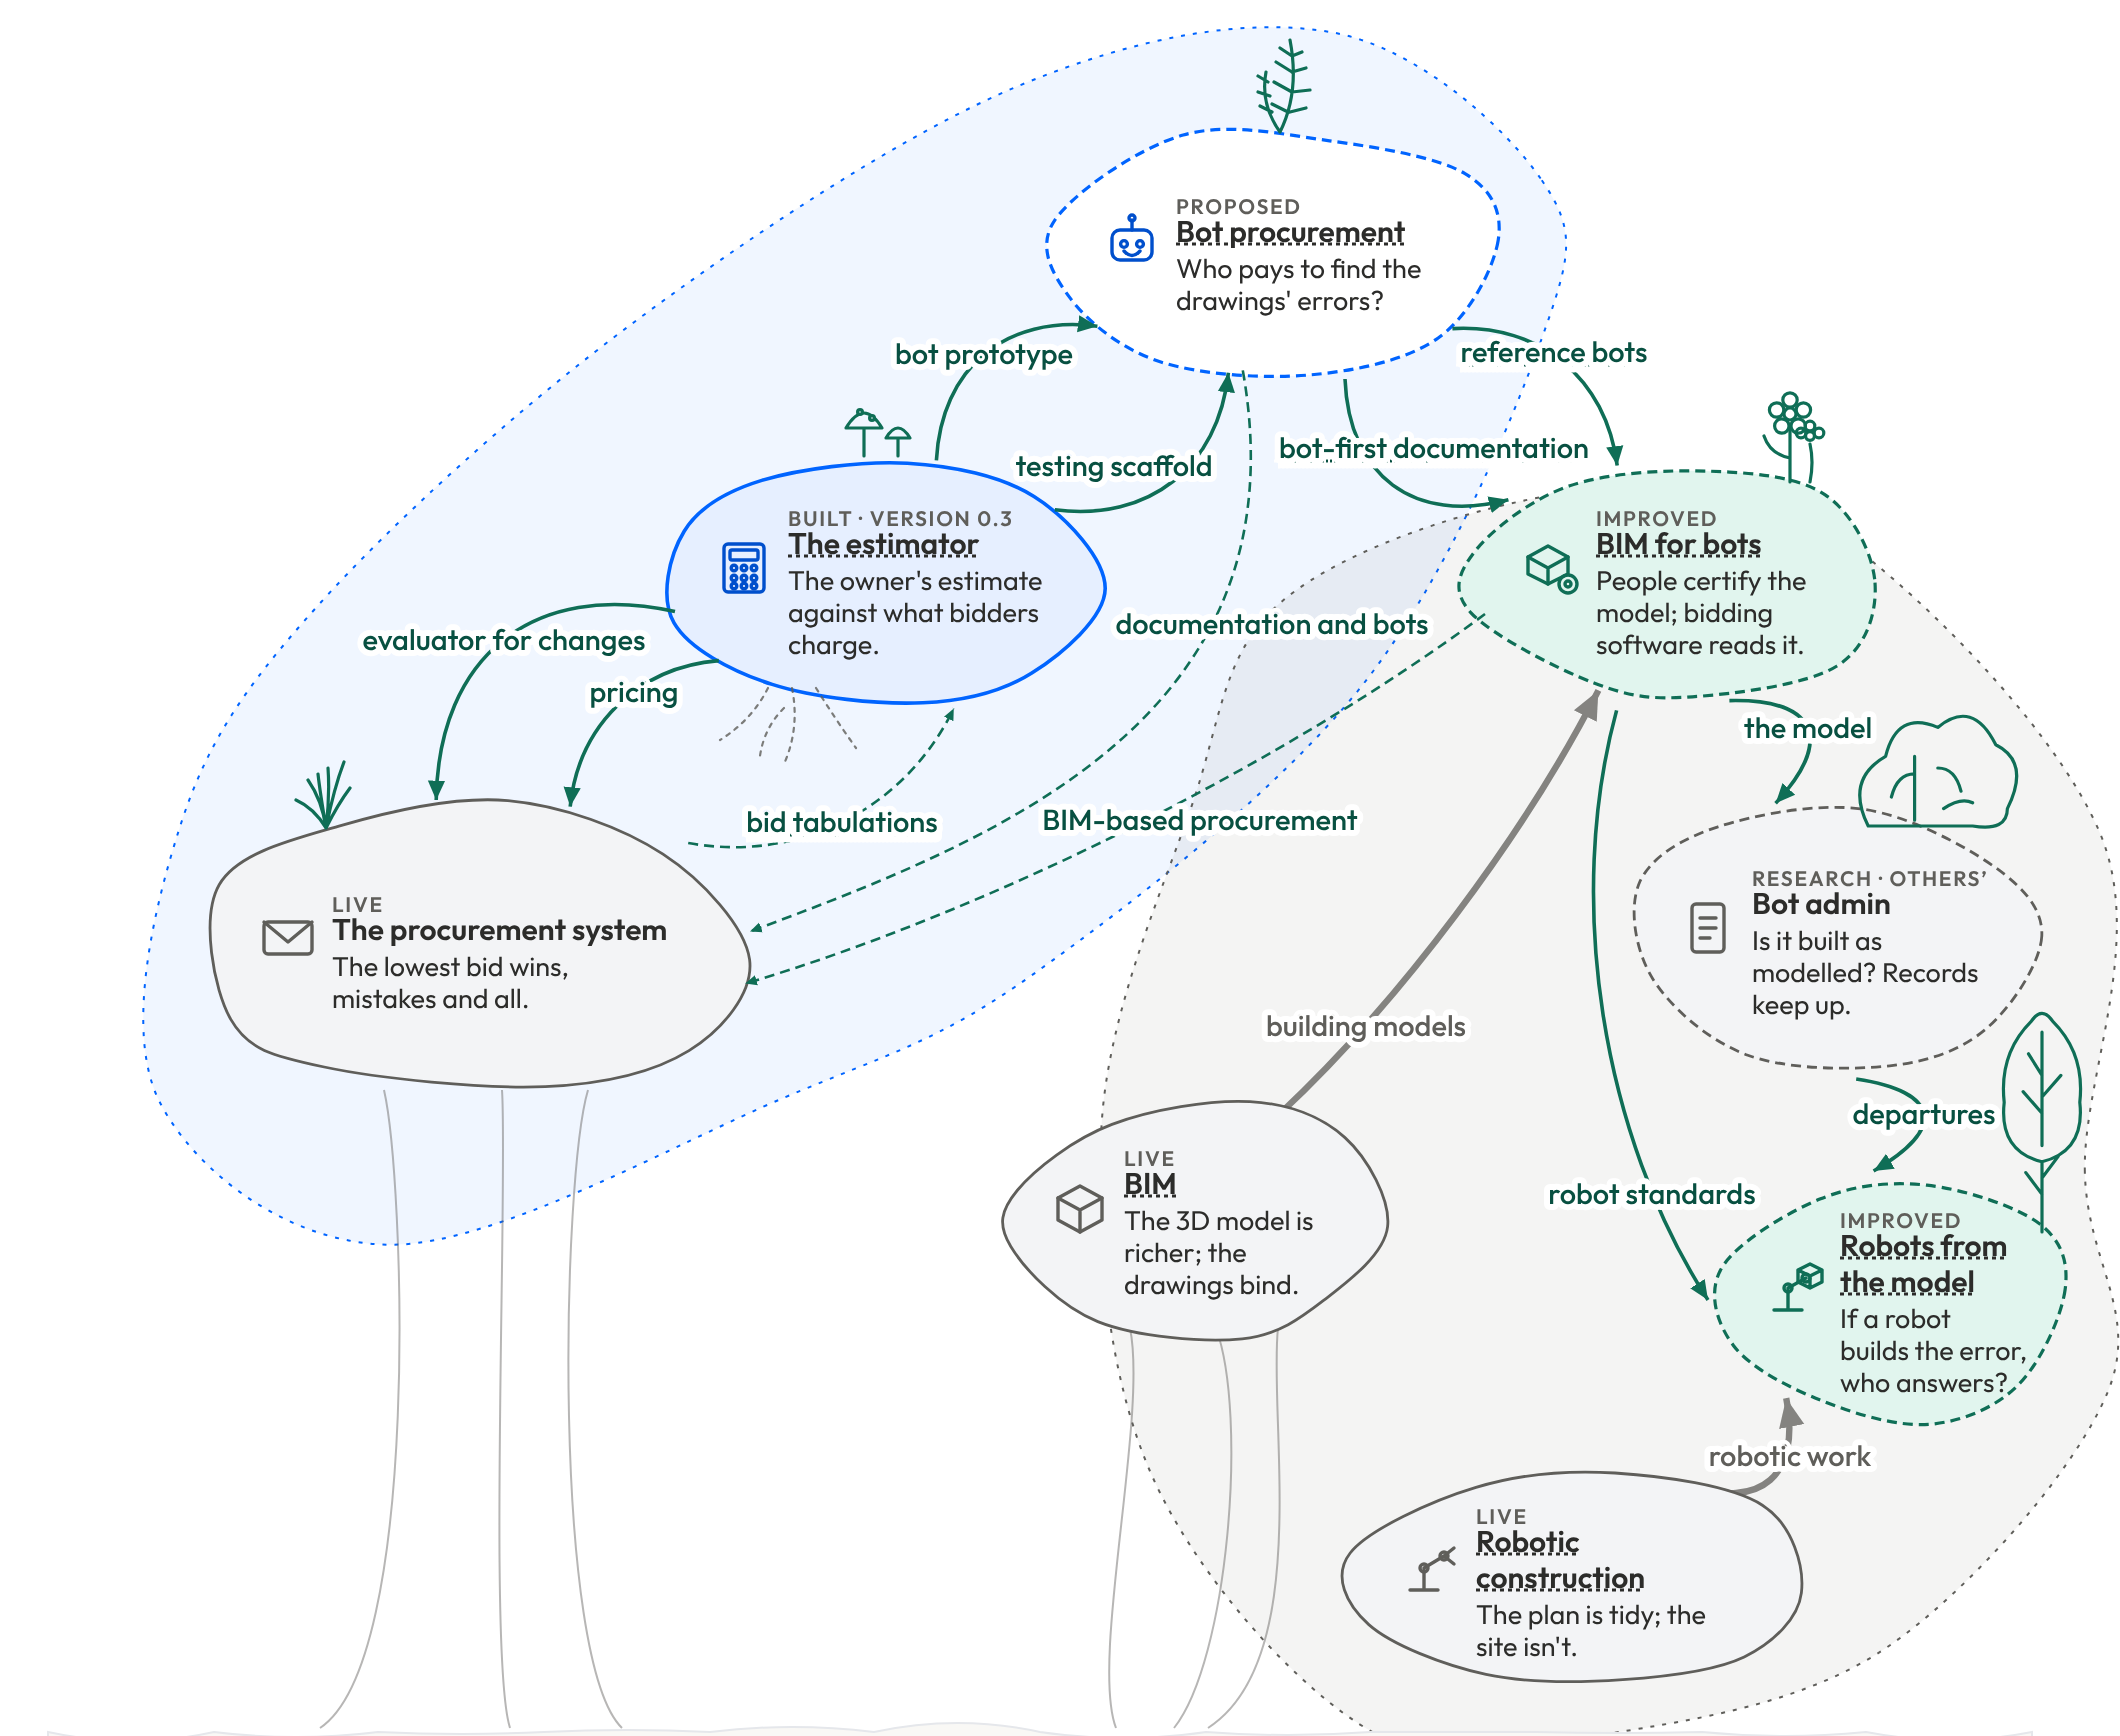 PROPOSED
Bot procurement
Who pays to find the
drawings' errors?
bot prototype
reference bots
testing scaffold
bot-first documentation
BUILT · VERSION 0.3
The estimator
The owner's estimate
against what bidders
charge.
IMPROVED
BIM for bots
People certify the
model; bidding
software reads it.
evaluator for changes
documentation and bots
pricing
the model
bid tabulations
BIM-based procurement
LIVE
The procurement system
The lowest bid wins,
mistakes and all.
RESEARCH · OTHERS’
Bot admin
Is it built as
modelled? Records
keep up.
building models
departures
LIVE
BIM
The 3D model is
richer; the
drawings bind.
robot standards
IMPROVED
Robots from
the model
If a robot
builds the error,
who answers?
robotic work
LIVE
Robotic
construction
The plan is tidy; the
site isn't.